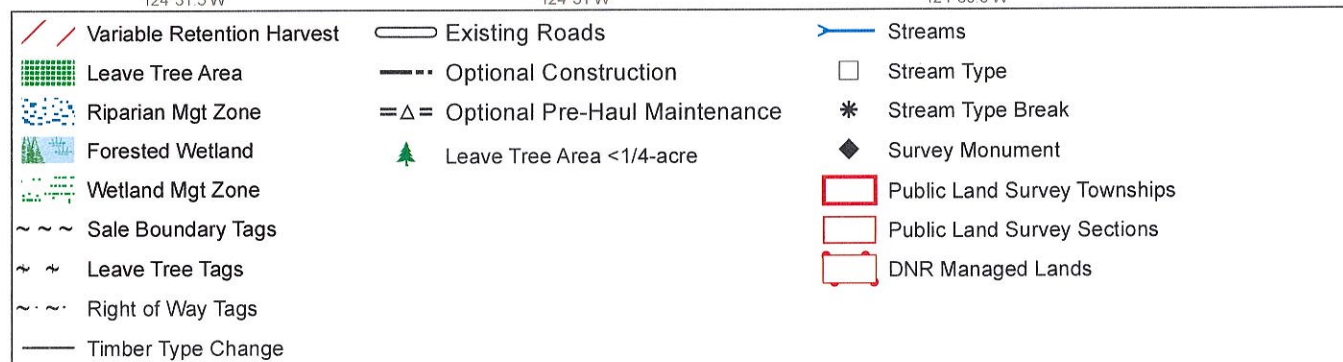 Variable Retention Harvest
Leave Tree Area
Riparian Mgt Zone
Forested Wetland
Wetland Mgt Zone
Sale Boundary Tags
Leave Tree Tags
Right of Way Tags
Timber Type Change
Existing Roads
Optional Construction
Optional Pre-Haul Maintenance
Leave Tree Area <1/4-acre
Streams
Stream Type
Stream Type Break
Survey Monument
Public Land Survey Townships
Public Land Survey Sections
DNR Managed Lands